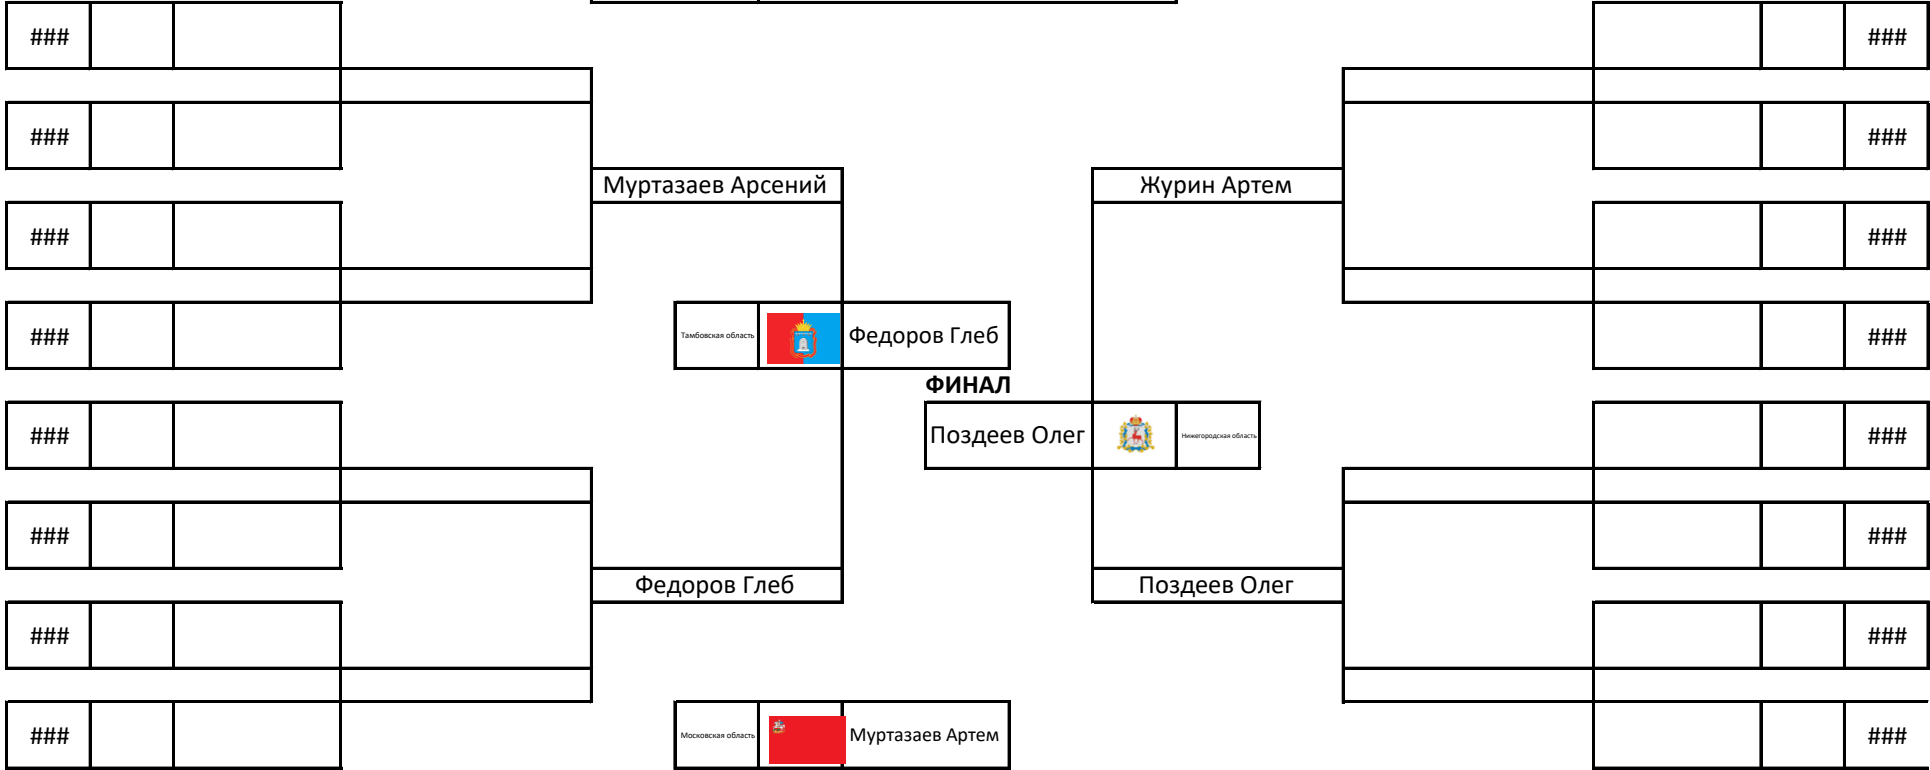 ###
###
###
###
Муртазаев Арсений
Журин Артем
###
###
###
Тамбовская область
Федоров Глеб
###
ФИНАЛ
###
Поздеев Олег
Нижегородская область
###
###
###
Федоров Глеб
Поздеев Олег
###
###
###
Московская область
Муртазаев Артем
###